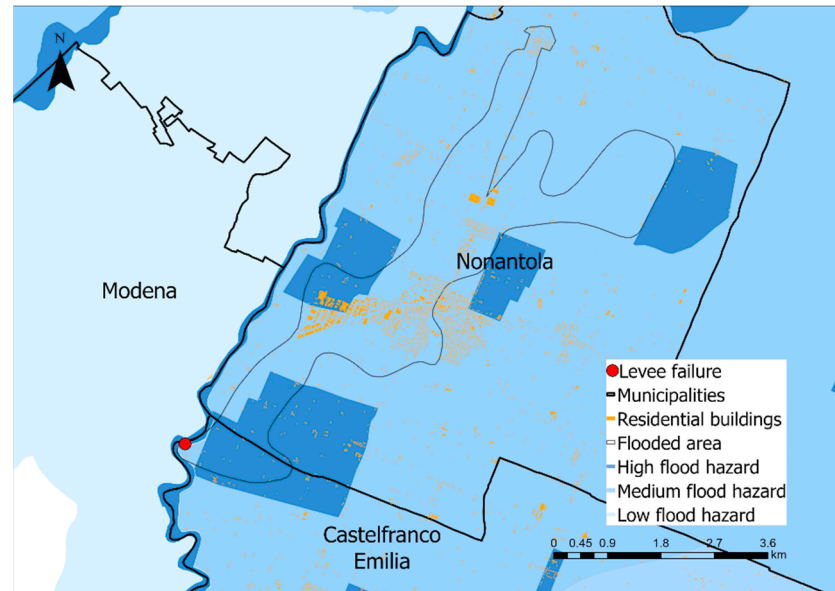 N
Modena
Nonantola
Levee failure
Municipalities
Residential buildings
Flooded area
High flood hazard
Medium flood hazard
Low flood hazard
Castelfranco
Emilia
0 0.45 0.9 1.8 2.7 3.6
km